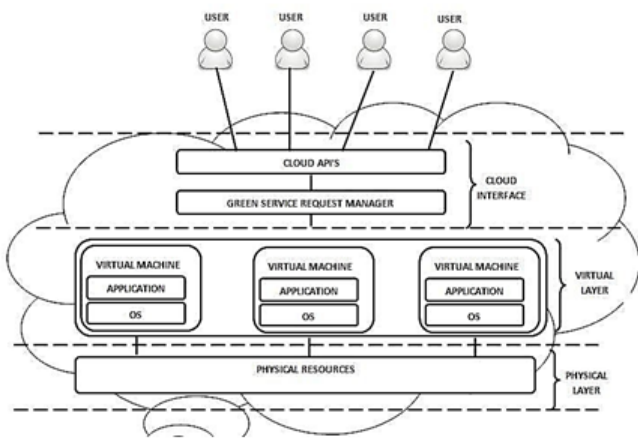 USER USER USER USER
CLOUD API'S
GREEN SERVICE REQUEST MANAGER
CLOUD
INTERFACE
VIRTUAL MACHINE VIRTUAL MACHINE VIRTUAL MACHINE
APPLICATION APPLICATION APPLICATION
OS OS OS
VIRTUAL
LAYER
PHYSICAL RESOURCES
PHYSICAL
LAYER